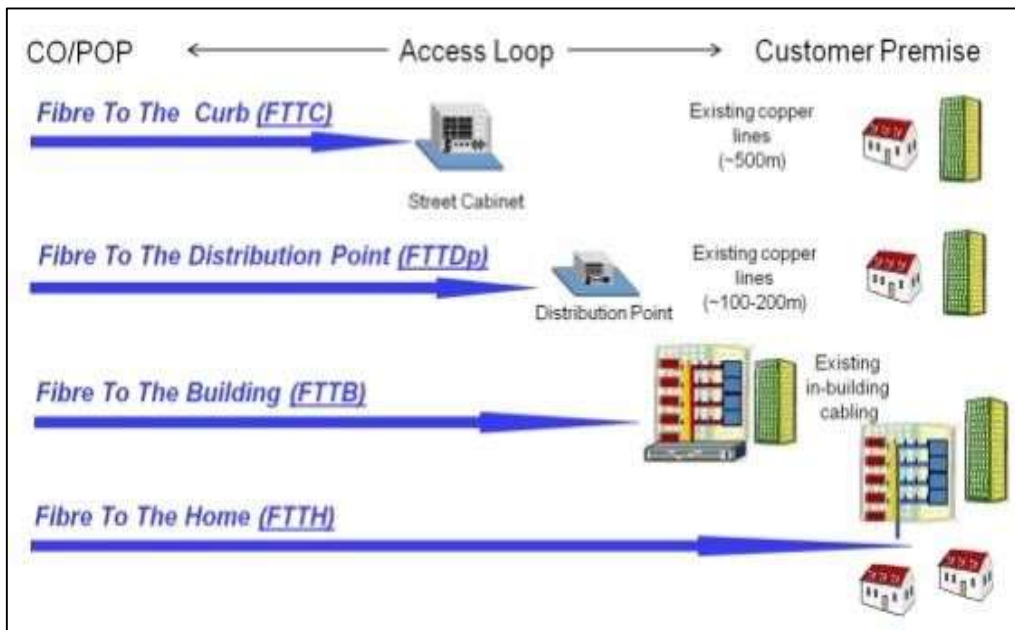 CO/POP
Access Loop
Customer Premise
Fibre To The Curb (FTTC)
Street Cabinet
Existing copper
lines
(~500m)
Fibre To The Distribution Point (FTTDp)
Distribution Point
Existing copper
lines
(~100-200m)
Fibre To The Building (FTTB)
Existing
in-building
cabling
Fibre To The Home (FTTH)